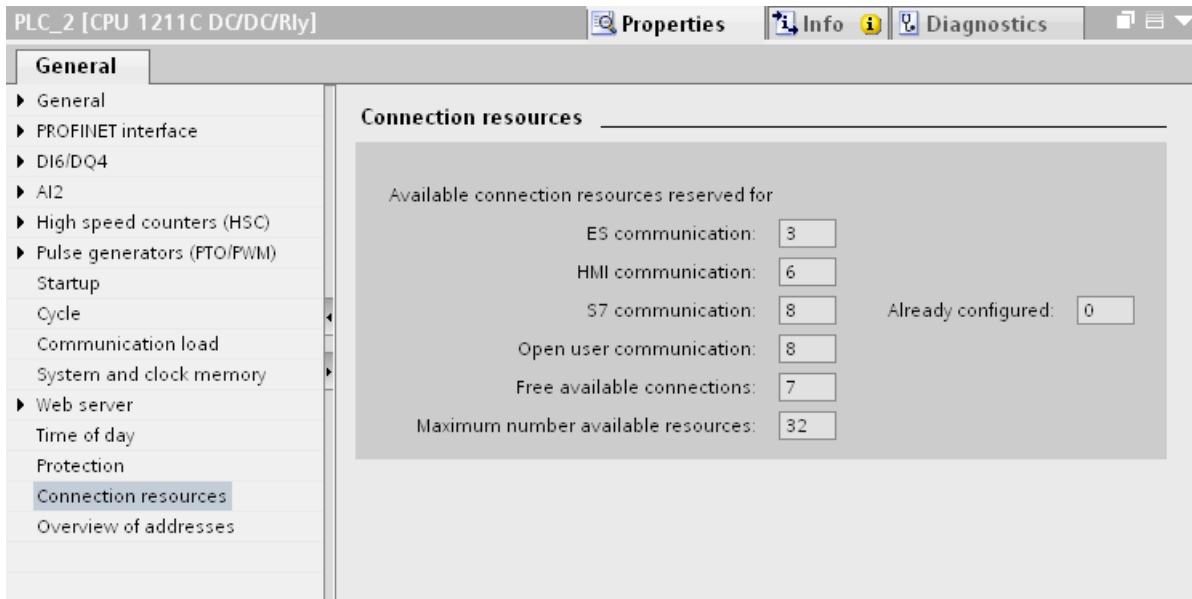 PLC_2 [CPU 1211C DC/DC/Rly]
Properties
Info
Diagnostics
General
General
PROFINET interface
DI6/DQ4
AI2
High speed counters (HSC)
Pulse generators (PTO/PWM)
Startup
Cycle
Communication load
System and clock memory
Web server
Time of day
Protection
Connection resources
Overview of addresses
Connection resources
Available connection resources reserved for
ES communication: 3
HMI communication: 6
S7 communication: 8 Already configured: 0
Open user communication: 8
Free available connections: 7
Maximum number available resources: 32